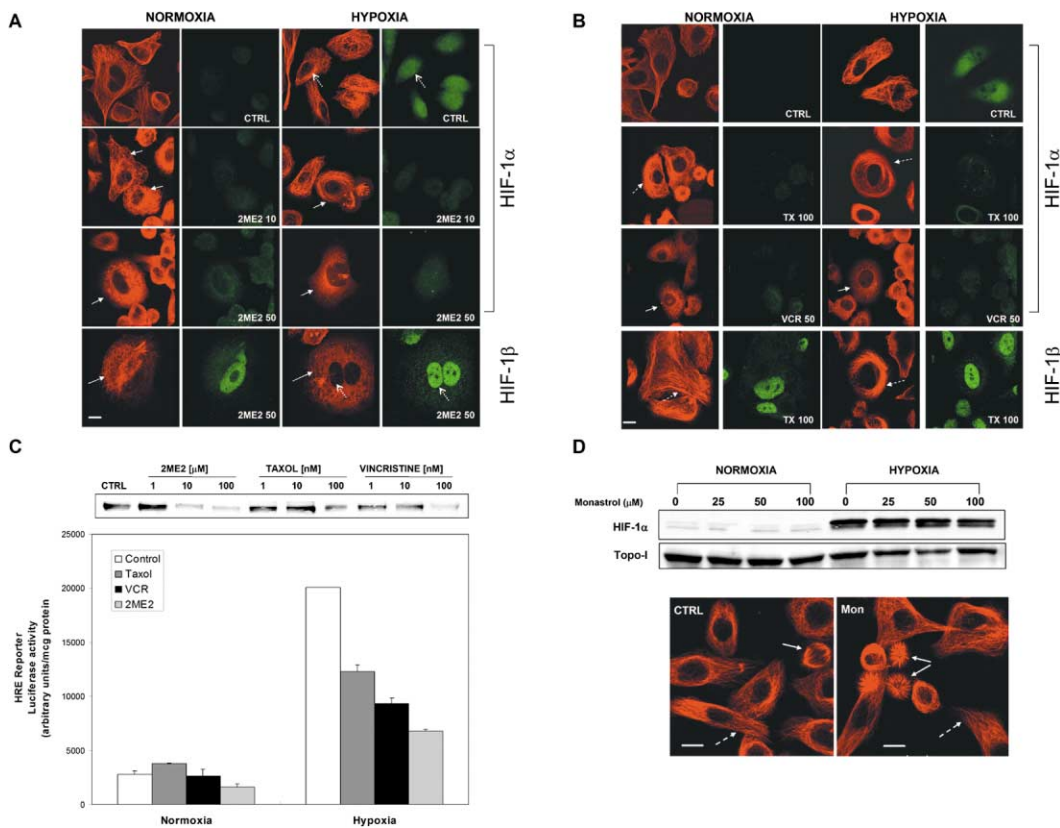 A
NORMOXIA HYPOXIA
CTRL CTRL
2ME2 10 2ME2 10
2ME2 50 2ME2 50
2ME2 50 2ME2 50
HIF-1α
HIF-1β
B
NORMOXIA HYPOXIA
CTRL CTRL
TX 100 TX 100
VCR 50 VCR 50
TX 100 TX 100
HIF-1α
HIF-1β
C
2ME2 [μM] TAXOL [nM] VINCRISTINE [nM]
CTRL 1 10 100 1 10 100 1 10 100
25000
20000
15000
10000
5000
0
HRE Reporter
Luciferase activity
(arbitrary units/mcg protein
Control
Taxol
VCR
2ME2
Normoxia Hypoxia
D
NORMOXIA HYPOXIA
Monastrol (μM) 0 25 50 100 0 25 50 100
HIF-1α
Topo-I
CTRL Mon